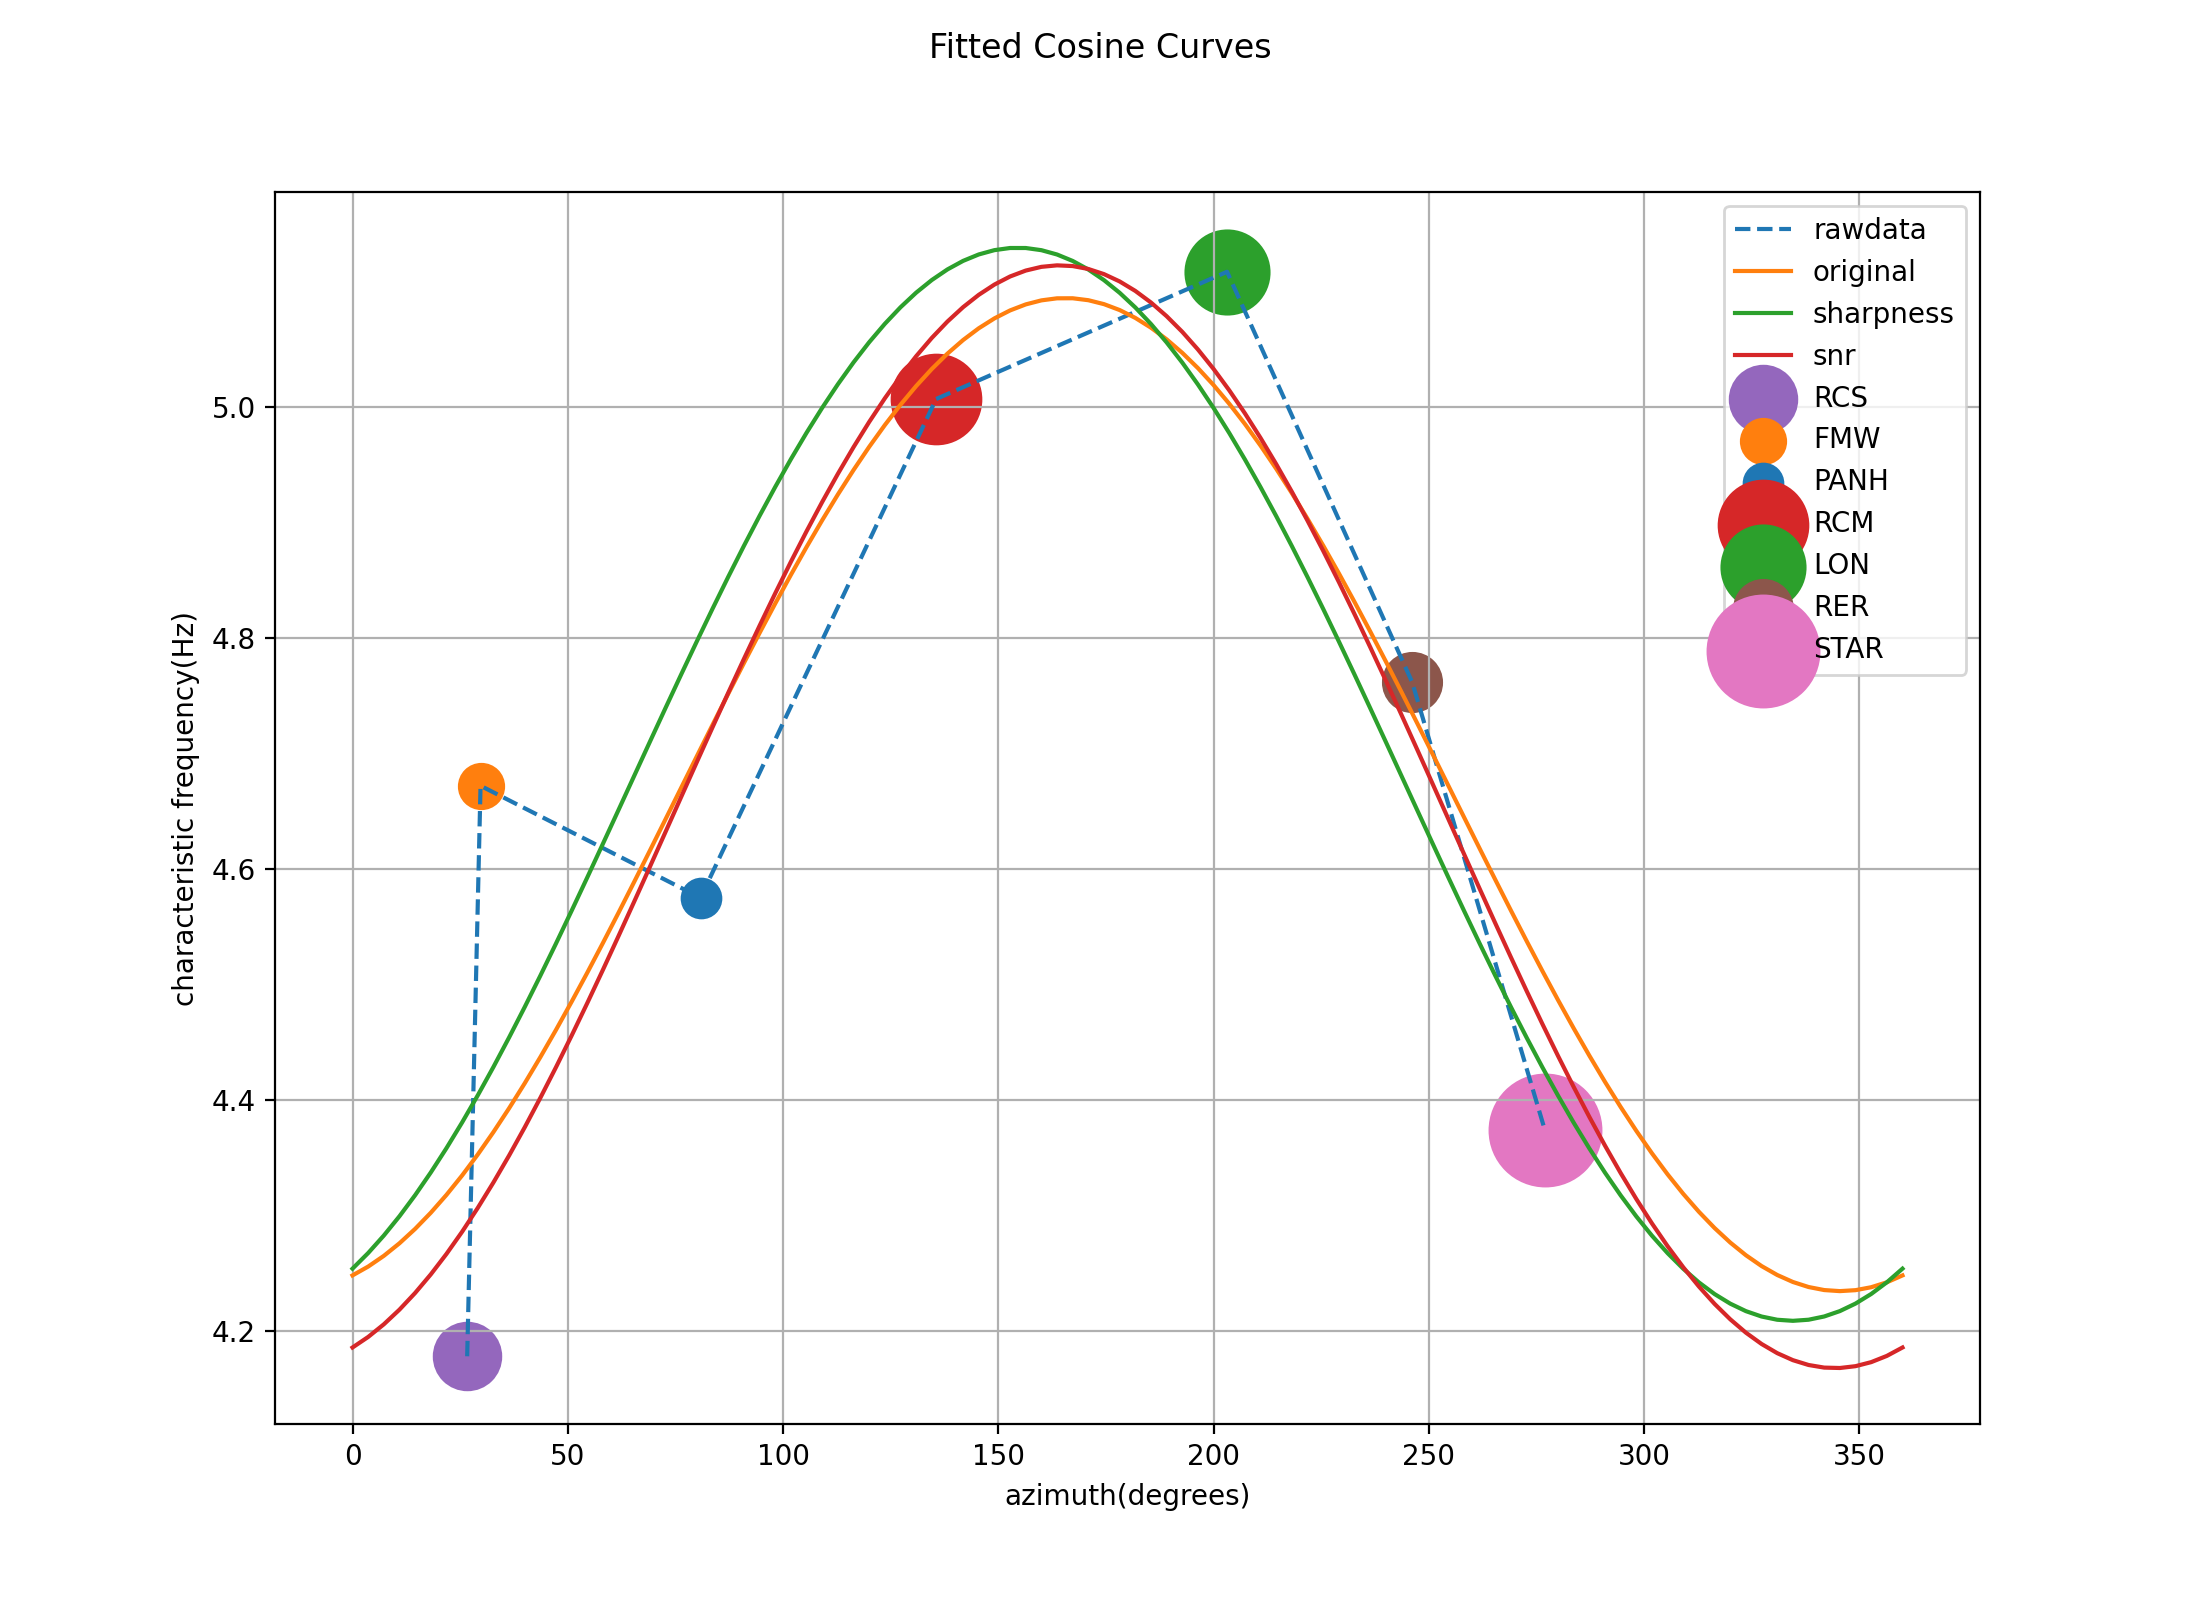 Fitted Cosine Curves
rawdata
original
sharpness
snr
RCS
FMW
PANH
RCM
LON
RER
STAR
characteristic frequency(Hz)
5.0
4.8
4.6
4.4
4.2
0 50 100 150 200 250 300 350
azimuth(degrees)